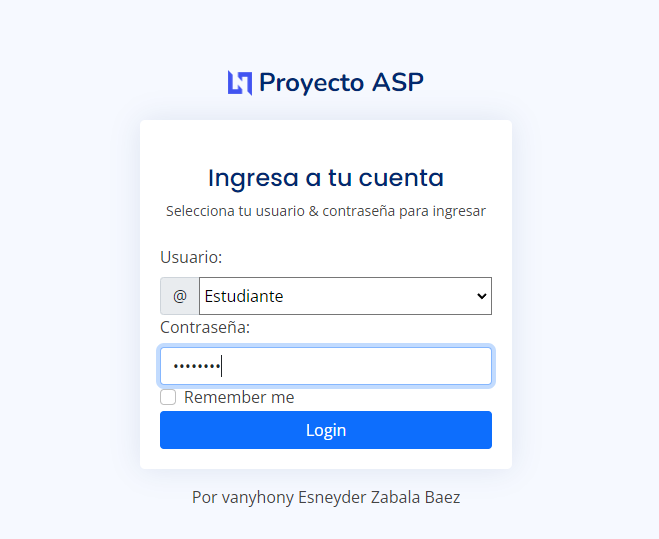 Proyecto ASP
Ingresa a tu cuenta
Selecciona tu usuario & contraseña para ingresar
Usuario:
@ Estudiante
Contraseña:
••••••••
Remember me
Login
Por vanyhony Esneyder Zabala Baez